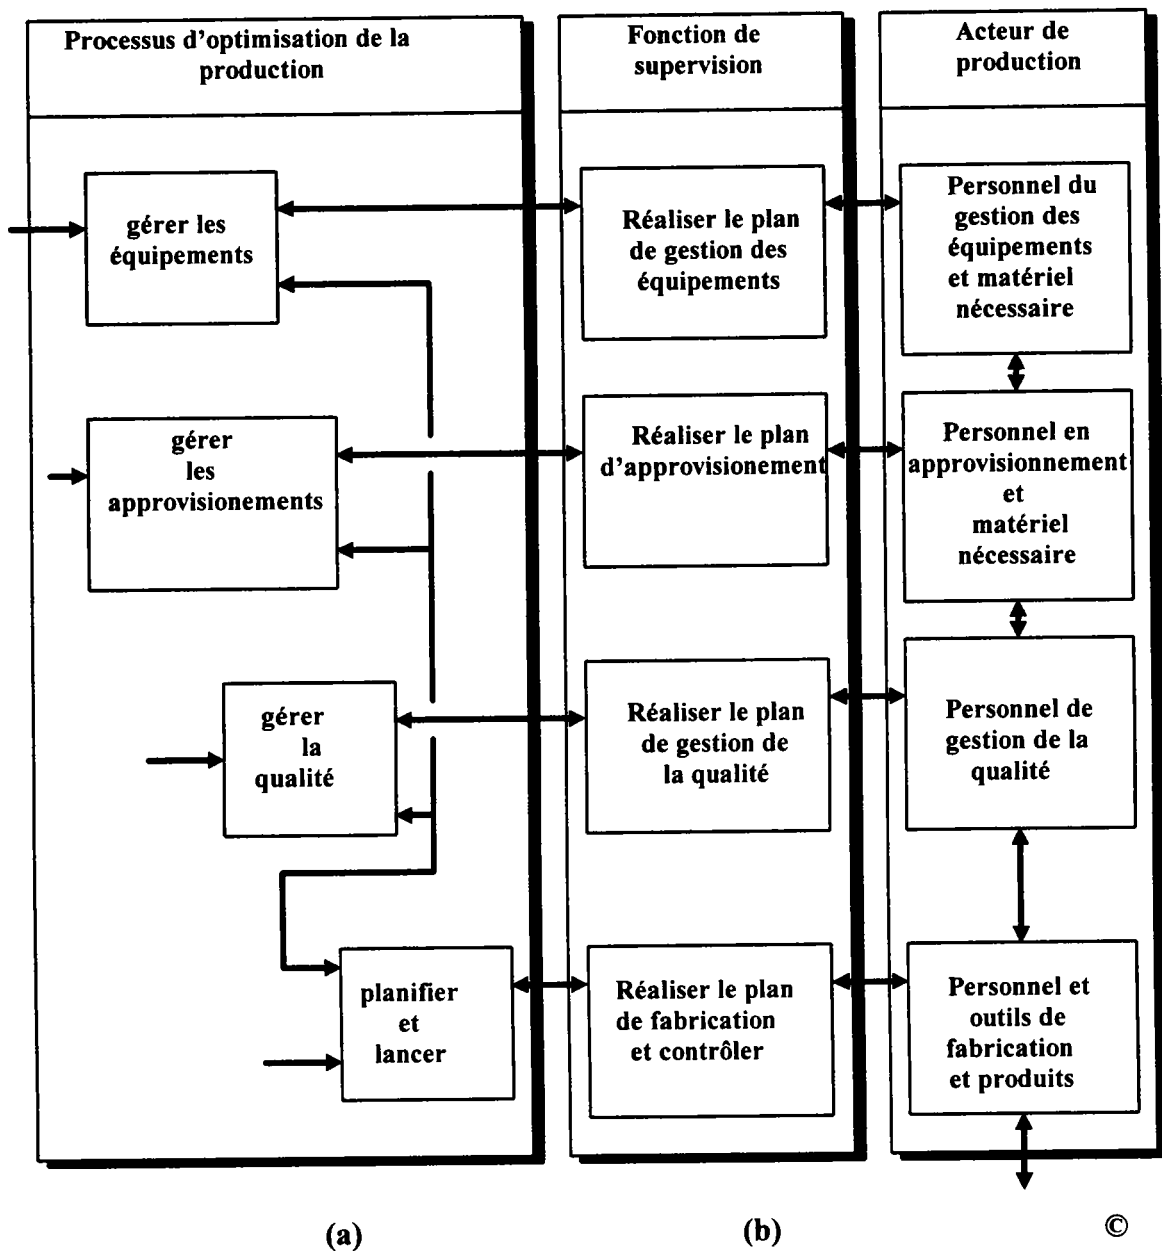 Processus d'optimisation de la
production
Fonction de
supervision
Acteur de
production
gérer les
équipements
Réaliser le plan
de gestion des
équipements
Personnel du
gestion des
équipements
et matériel
nécessaire
gérer
les
approvisionements
Réaliser le plan
d'approvisionement
Personnel en
approvisionnement
et
matériel
nécessaire
gérer
la
qualité
Réaliser le plan
de gestion de
la qualité
Personnel de
gestion de la
qualité
planifier
et
lancer
Réaliser le plan
de fabrication
et contrôler
Personnel et
outils de
fabrication
et produits
(a)
(b)
©